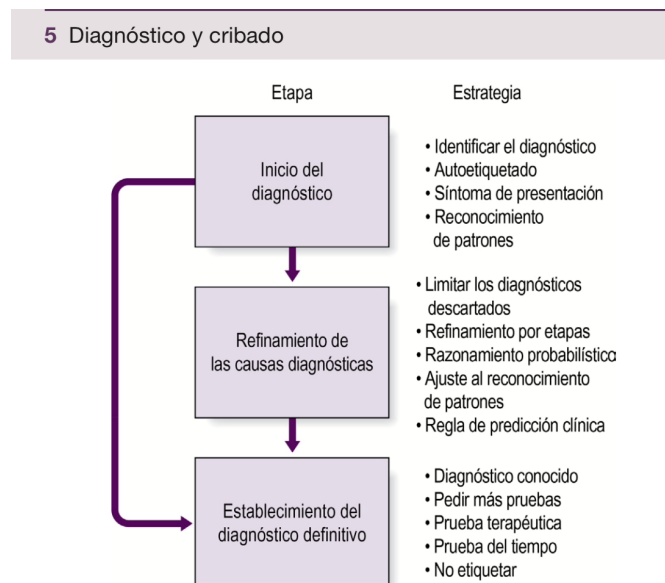 5 Diagnóstico y cribado
Etapa
Estrategia
Inicio del
diagnóstico
• Identificar el diagnóstico
• Autoetiquetado
• Síntoma de presentación
• Reconocimiento
de patrones
Refinamiento de
las causas diagnósticas
• Limitar los diagnósticos
descartados
• Refinamiento por etapas
• Razonamiento probabilístico
• Ajuste al reconocimiento
de patrones
• Regla de predicción clínica
Establecimiento del
diagnóstico definitivo
• Diagnóstico conocido
• Pedir más pruebas
• Prueba terapéutica
• Prueba del tiempo
• No etiquetar